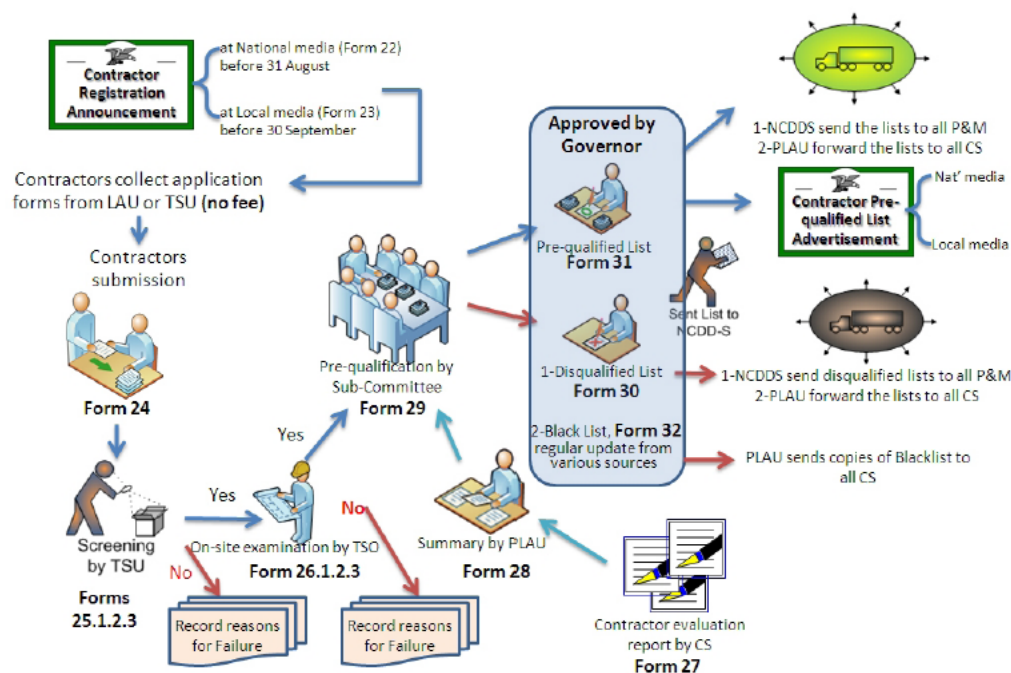 Contractor
Registration
Announcement
at National media (Form 22)
before 31 August
at Local media (Form 23)
before 30 September
Contractors collect application
forms from LAU or TSU (no fee)
Contractors
submission
Form 24
Screening
by TSU
Forms
25.1.2.3
Yes
No
Record reasons
for Failure
On-site examination by TSO
Form 26.1.2.3
Yes
No
Record reasons
for Failure
Pre-qualification by
Sub-Committee
Form 29
Summary by PLAU
Form 28
Contractor evaluation
report by CS
Form 27
Approved by
Governor
Pre-qualified List
Form 31
1-Disqualified List
Form 30
2-Black List, Form 32
regular update from
various sources
Sent List to
NCDD-S
1-NCDDS send the lists to all P&M
2-PLAU forward the lists to all CS
Contractor Pre-
qualified List
Advertisement
Nat' media
Local media
1-NCDDS send disqualified lists to all P&M
2-PLAU forward the lists to all CS
PLAU sends copies of Blacklist to
all CS